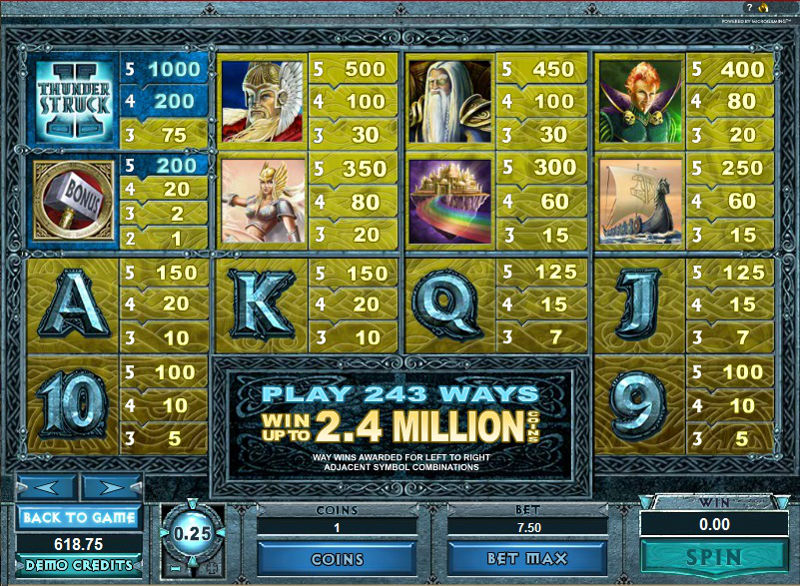 ?
POWERED BY MICROGAMING™
THUNDER
STRUCK
II
5 1000
4 200
3 75
5 500
4 100
3 30
5 450
4 100
3 30
5 400
4 80
3 20
BONUS
5 200
4 20
3 2
2 1
5 350
4 80
3 20
5 300
4 60
3 15
5 250
4 60
3 15
A
5 150
4 20
3 10
K
5 150
4 20
3 10
Q
5 125
4 15
3 7
J
5 125
4 15
3 7
10
5 100
4 10
3 5
PLAY 243 WAYS
WIN UP TO 2.4 MILLION COINZ
WAY WINS AWARDED FOR LEFT TO RIGHT
ADJACENT SYMBOL COMBINATIONS
9
5 100
4 10
3 5
BACK TO GAME
618.75
DEMO CREDITS
0.25
COINS
1
COINS
BET
7.50
BET MAX
WIN
0.00
SPIN